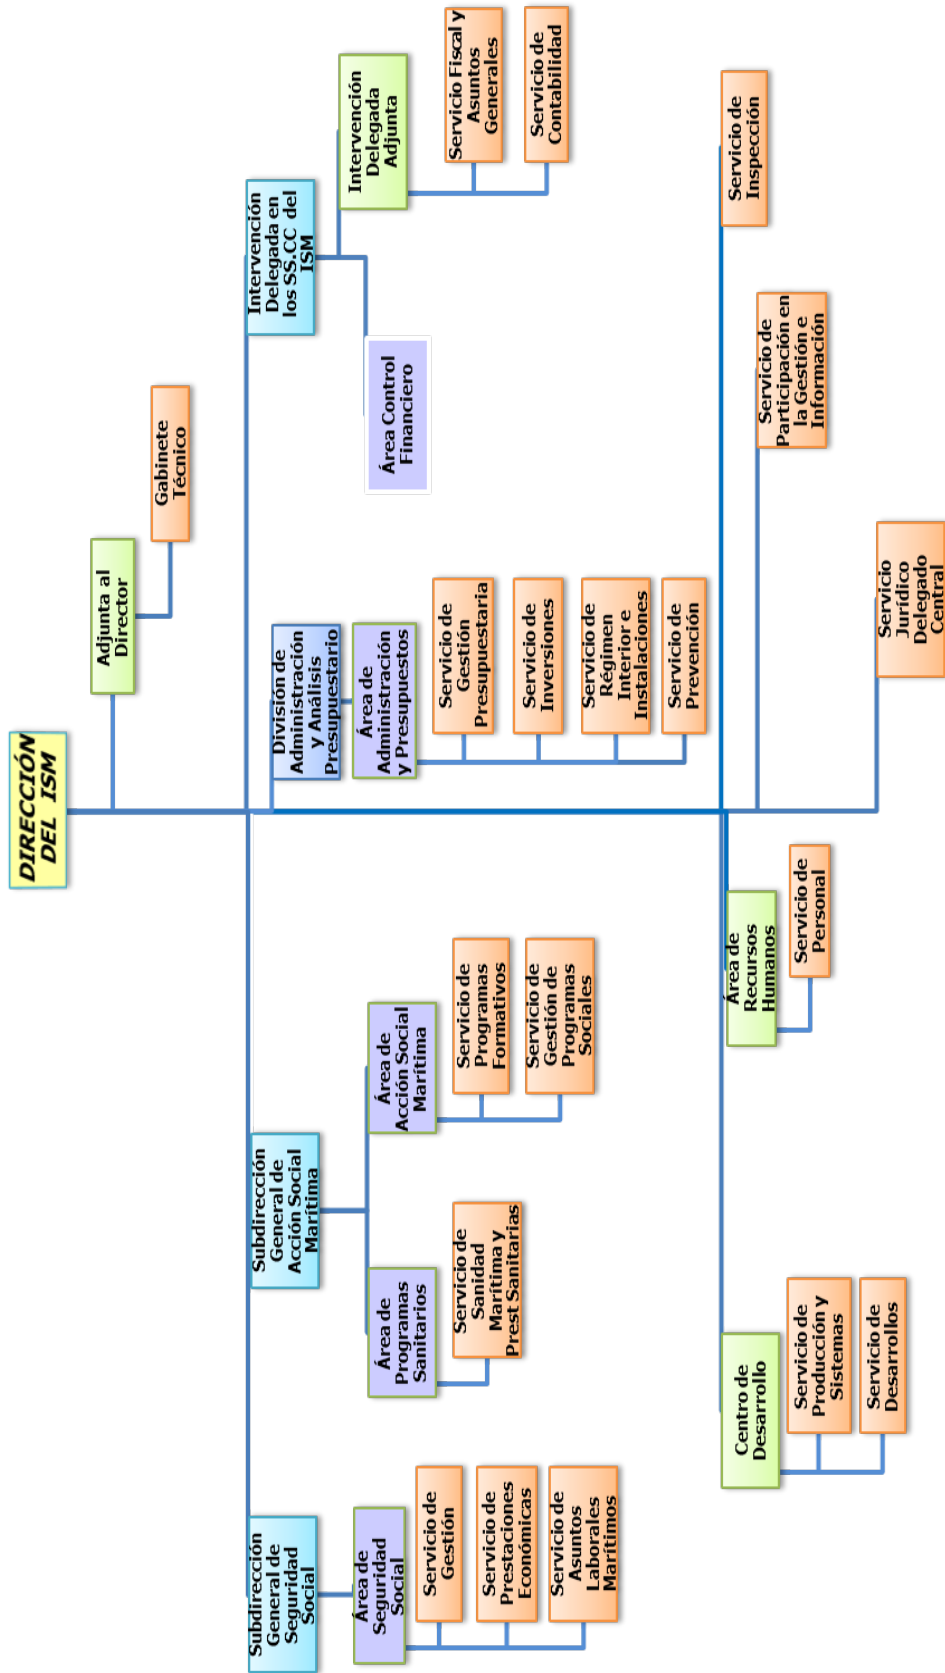 DIRECCIÓN
DEL ISM
Adjunta al
Director
Gabinete
Técnico
Subdirección
General de
Seguridad
Social
Subdirección
General de
Acción Social
Marítima
División de
Administración
y Análisis
Presupuestario
Intervención
Delegada en
los SS.CC del
ISM
Área de
Seguridad
Social
Servicio de
Gestión
Servicio de
Prestaciones
Económicas
Servicio de
Asuntos
Laborales
Marítimos
Área de
Programas
Sanitarios
Servicio de
Sanidad
Marítima y
Prest Sanitarias
Área de
Acción Social
Marítima
Servicio de
Programas
Formativos
Servicio de
Gestión de
Programas
Sociales
Área de
Administración
y Presupuestos
Servicio de
Gestión
Presupuestaria
Servicio de
Inversiones
Servicio de
Régimen
Interior e
Instalaciones
Servicio de
Prevención
Área Control
Financiero
Intervención
Delegada
Adjunta
Servicio Fiscal y
Asuntos
Generales
Servicio de
Contabilidad
Centro de
Desarrollo
Servicio de
Producción y
Sistemas
Servicio de
Desarrollos
Área de
Recursos
Humanos
Servicio de
Personal
Servicio de
Inspección
Servicio de
Participación en
la Gestión e
Información
Servicio
Jurídico
Delegado
Central